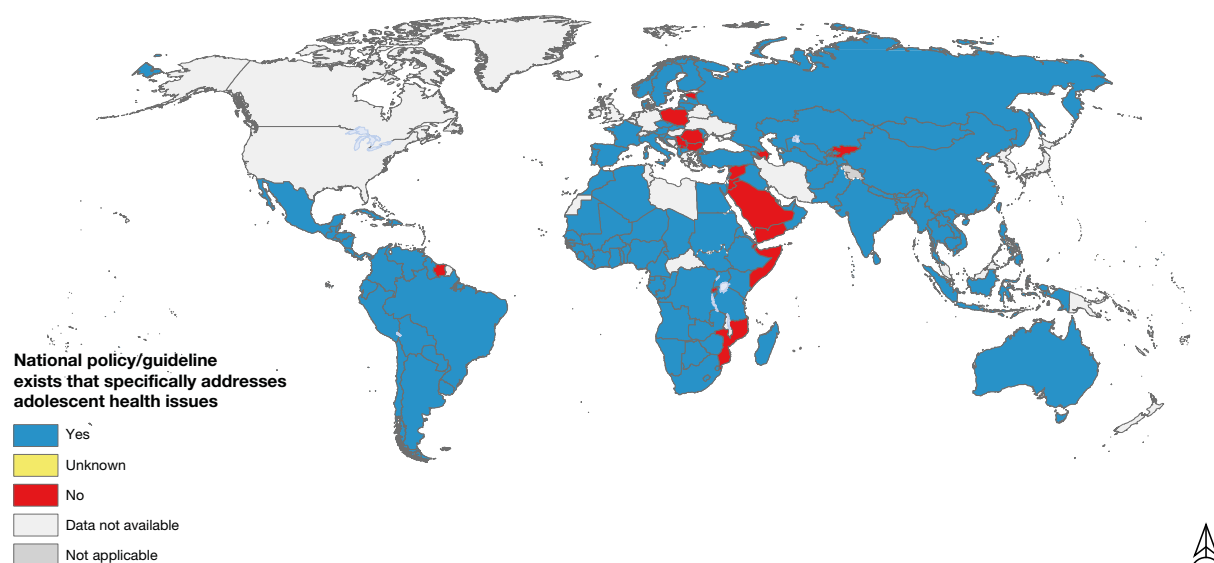 National policy/guideline
exists that specifically addresses
adolescent health issues
Yes
Unknown
No
Data not available
Not applicable